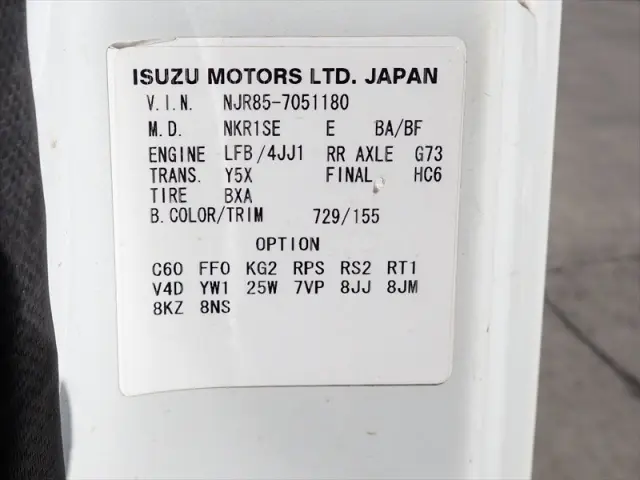 ISUZU MOTORS LTD. JAPAN
V.I.N. NJR85-7051180
M.D. NKR1SE E BA/BF
ENGINE LFB/4JJ1 RR AXLE G73
TRANS. Y5X FINAL HC6
TIRE BXA
B.COLOR/TRIM 729/155
OPTION
C60 FF0 KG2 RPS RS2 RT1
V4D YW1 25W 7VP 8JJ 8JM
8KZ 8NS